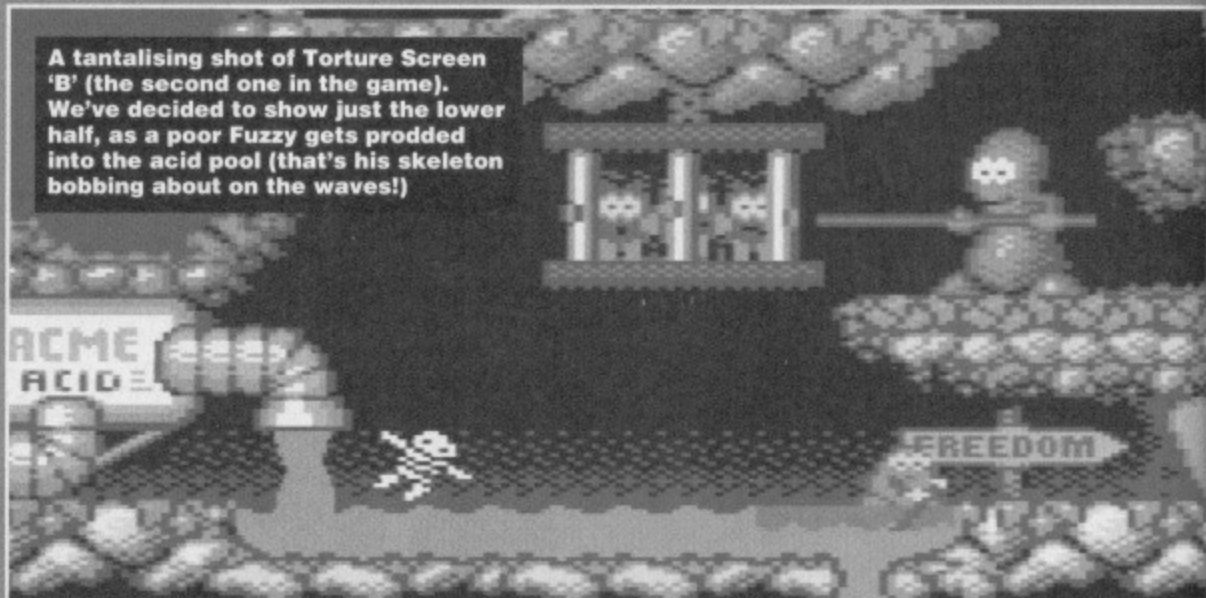 A tantalising shot of Torture Screen
'B' (the second one in the game).
We've decided to show just the lower
half, as a poor Fuzzy gets prodded
into the acid pool (that's his skeleton
bobbing about on the waves!)
ACME
ACID
FREEDOM